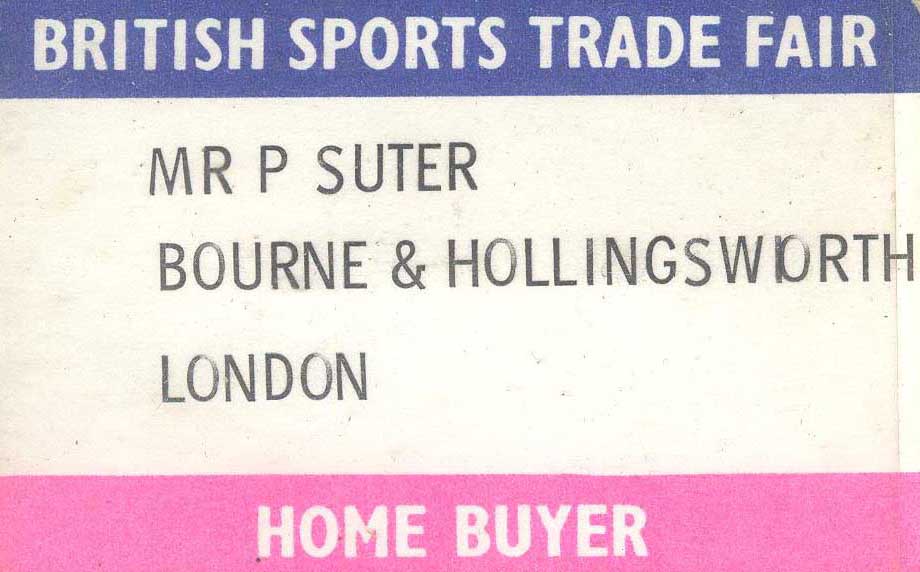 BRITISH SPORTS TRADE FAIR
MR P SUTER
BOURNE & HOLLINGSWORTH
LONDON
HOME BUYER